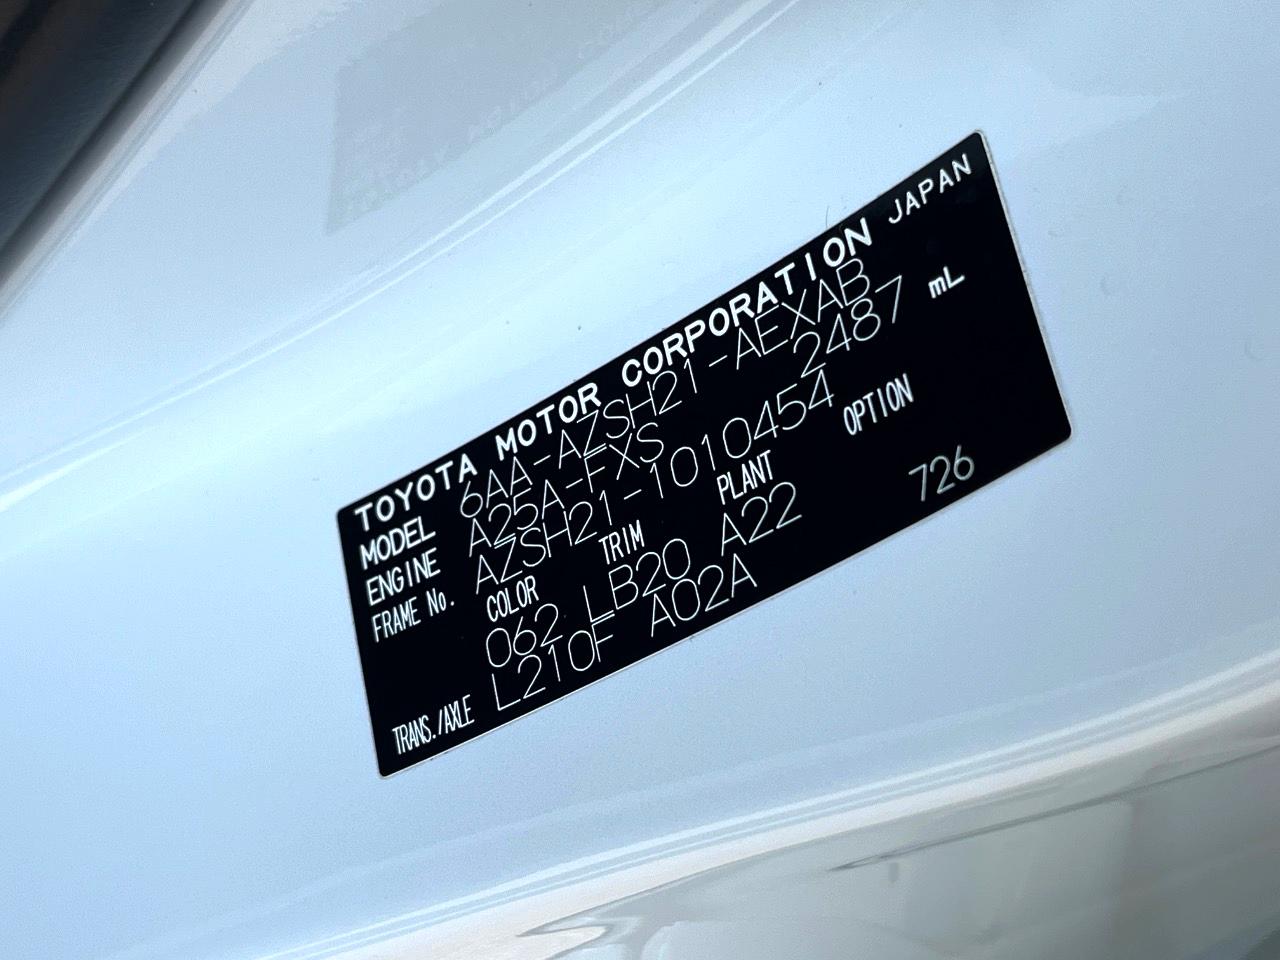 TOYOTA MOTOR CORPORATION JAPAN
MODEL 6AA-AZSH21-AEXAB
ENGINE A25A-FXS 2487 mL
FRAME No. AZSH21-1010454
COLOR TRIM PLANT OPTION
062 LB20 A22 726
TRANS./AXLE L210F A02A